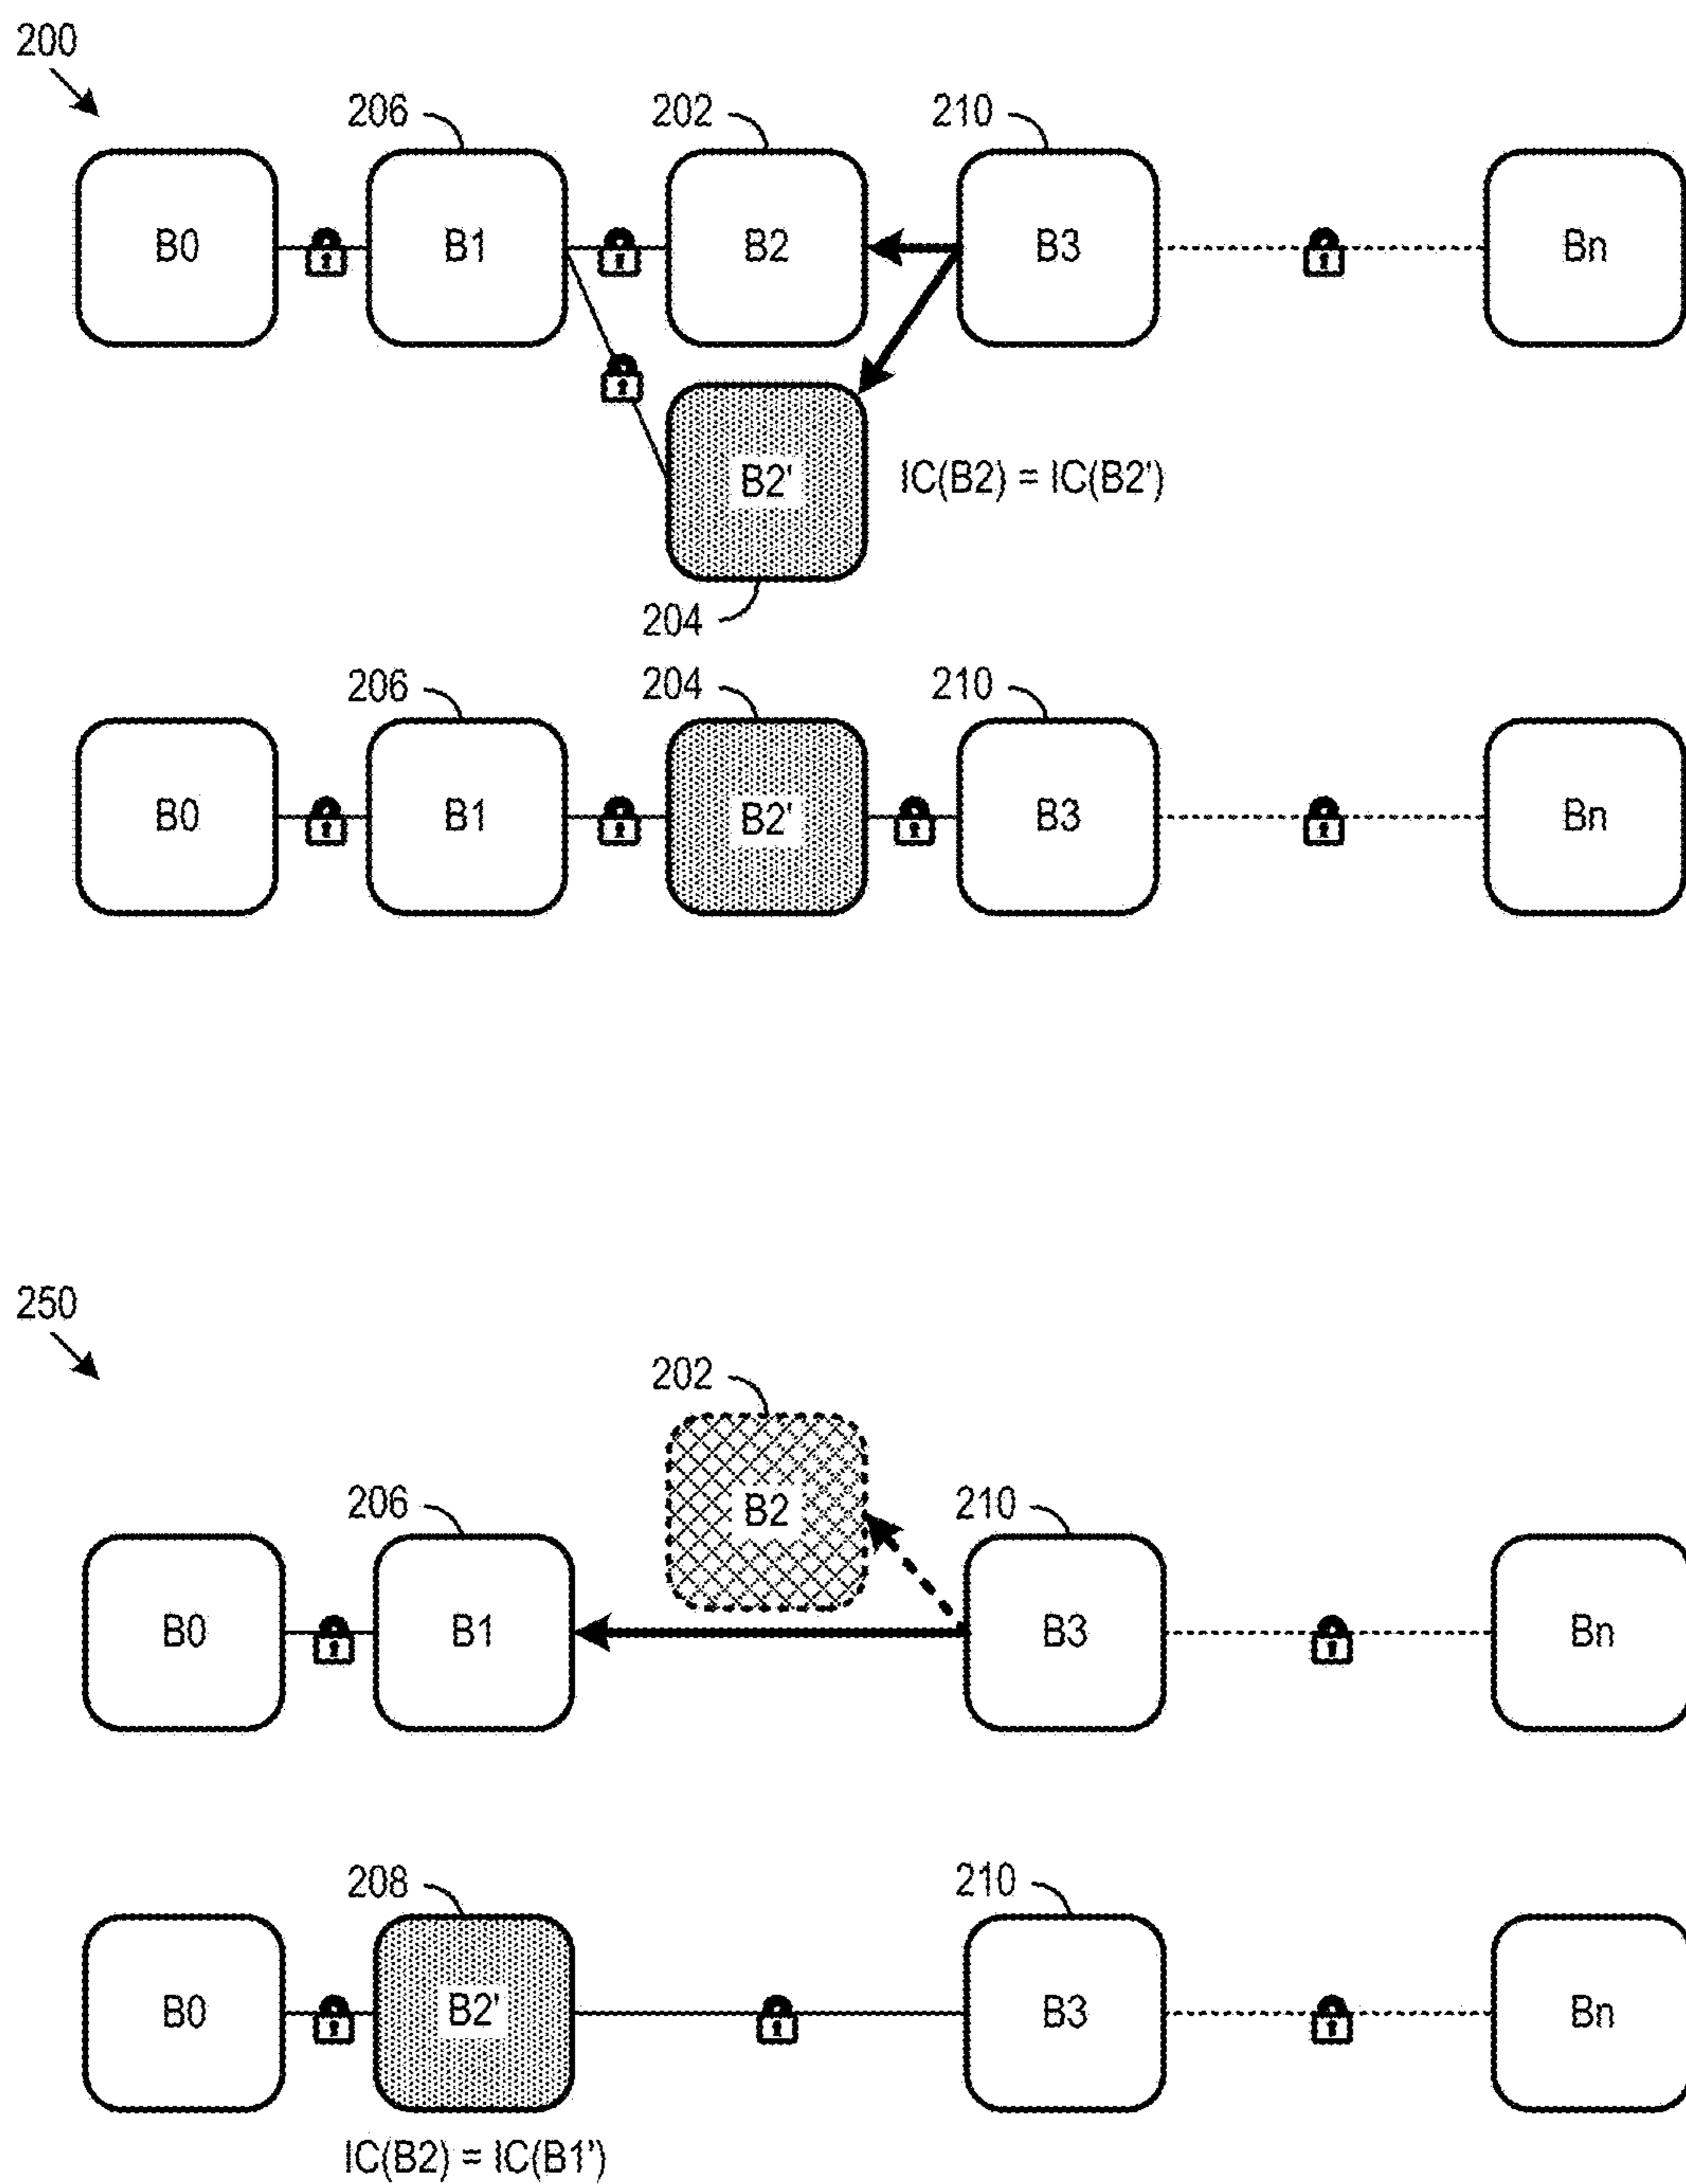 200
206 202 210
B0 B1 B2 B3 Bn
B2' IC(B2) = IC(B2')
204
206 204 210
B0 B1 B2' B3 Bn
250
202
206 B2 210
B0 B1 B3 Bn
208 210
B0 B2' B3 Bn
IC(B2) = IC(B1')